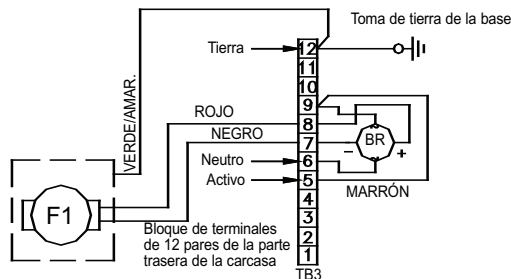 Toma de tierra de la base
Tierra
12
11
10
9
8
7
6
5
4
3
2
1
TB3
VERDE/AMAR.
ROJO
NEGRO
Neutro
Activo
BR
−
+
MARRÓN
F1
Bloque de terminales
de 12 pares de la parte
trasera de la carcasa